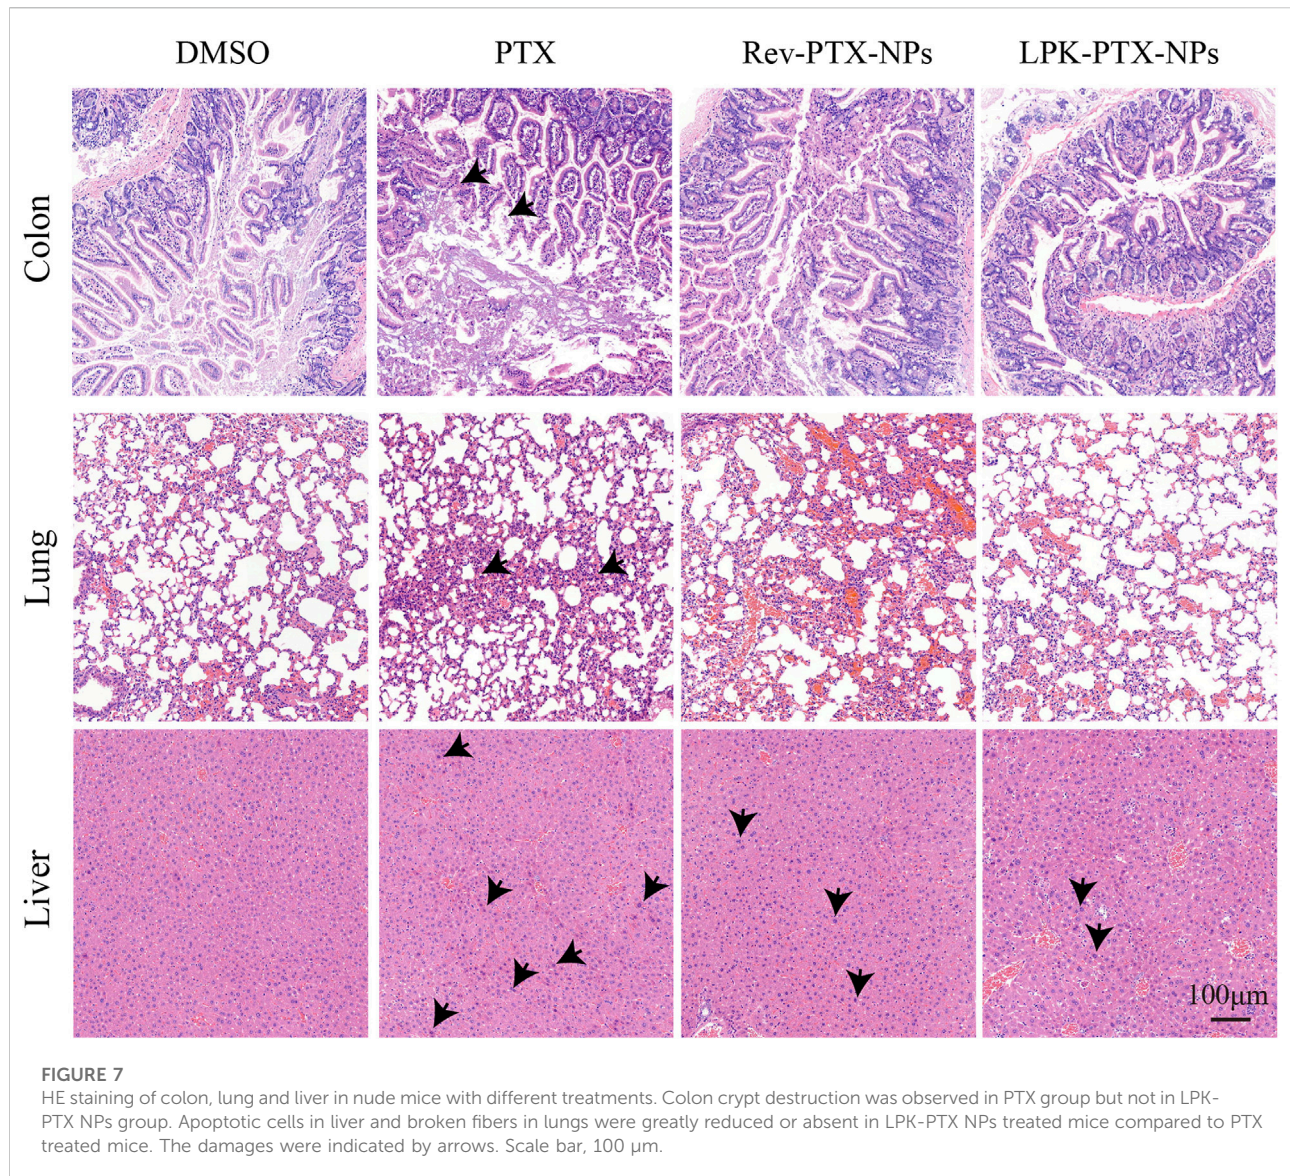 DMSO PTX Rev-PTX-NPs LPK-PTX-NPs
Colon
Lung
Liver
100μm
FIGURE 7
HE staining of colon, lung and liver in nude mice with different treatments. Colon crypt destruction was observed in PTX group but not in LPK-
PTX NPs group. Apoptotic cells in liver and broken fibers in lungs were greatly reduced or absent in LPK-PTX NPs treated mice compared to PTX
treated mice. The damages were indicated by arrows. Scale bar, 100 μm.